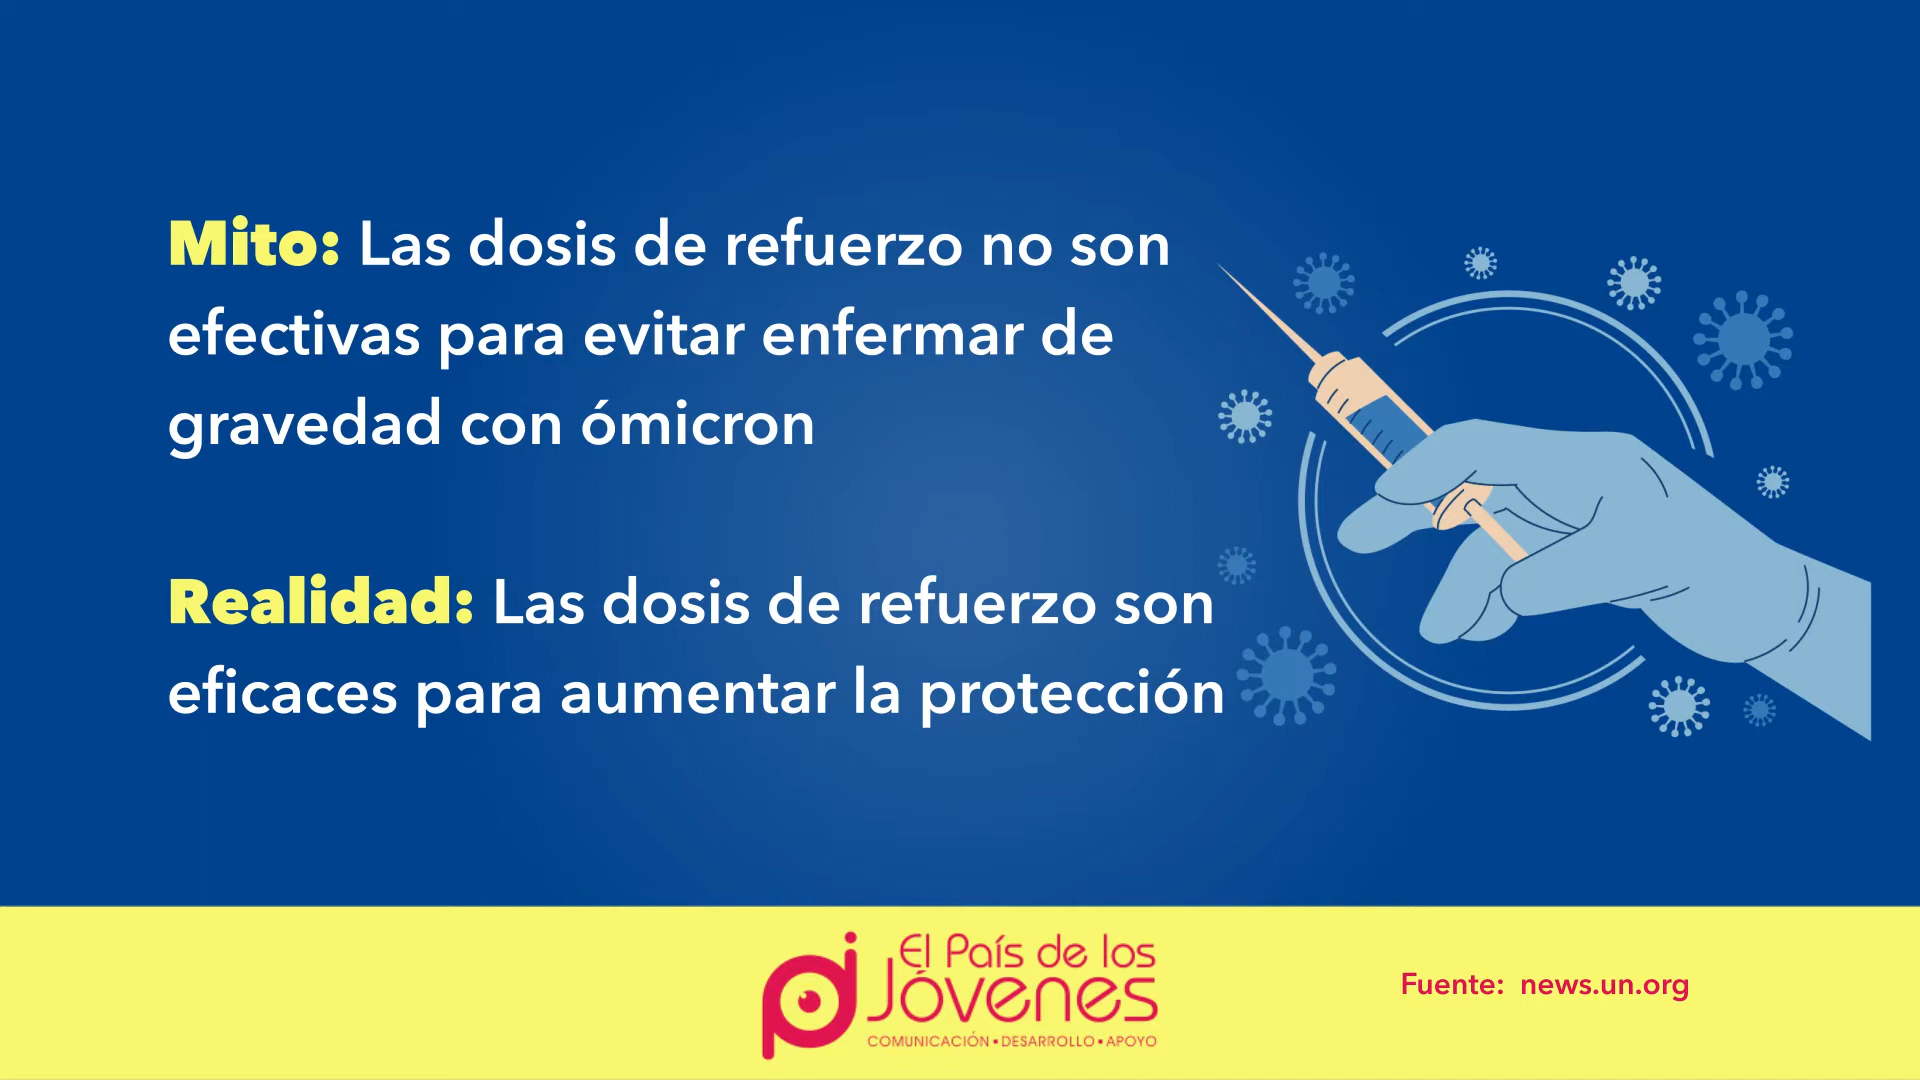 Mito: Las dosis de refuerzo no son
efectivas para evitar enfermar de
gravedad con ómicron
Realidad: Las dosis de refuerzo son
eficaces para aumentar la protección
El País de los
Jóvenes
COMUNICACIÓN • DESARROLLO • APOYO
Fuente: news.un.org